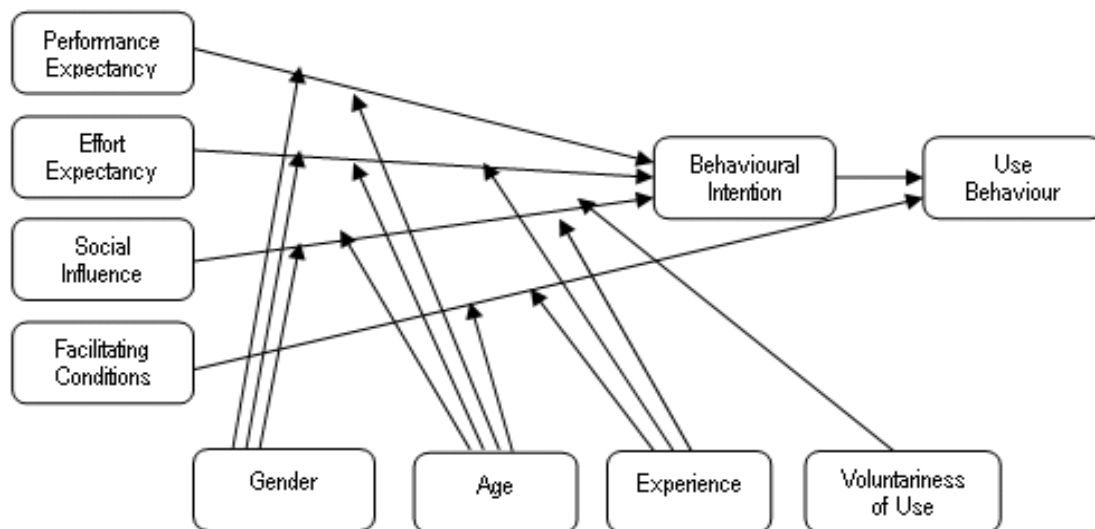 Performance
Expectancy
Effort
Expectancy
Social
Influence
Facilitating
Conditions
Behavioural
Intention
Use
Behaviour
Gender
Age
Experience
Voluntariness
of Use